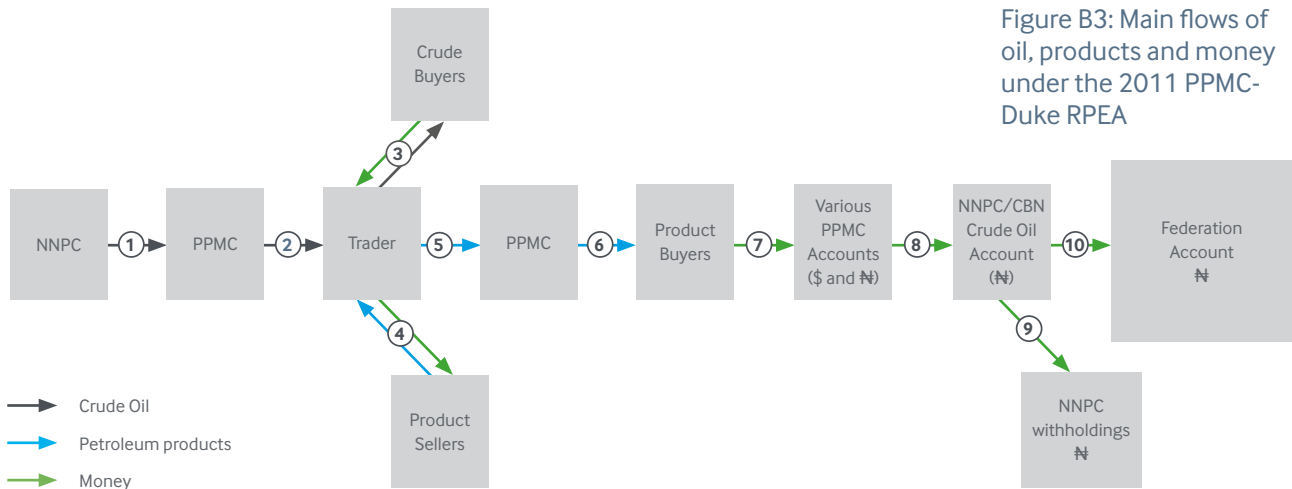 Figure B3: Main flows of
oil, products and money
under the 2011 PPMC-
Duke RPEA
Crude
Buyers
3
NNPC
1
PPMC
2
Trader
5
PPMC
6
Product
Buyers
7
Various
PPMC
Accounts
($ and ₦)
8
NNPC/CBN
Crude Oil
Account
(₦)
10
Federation
Account
₦
4
9
Product
Sellers
NNPC
withholdings
₦
Crude Oil
Petroleum products
Money